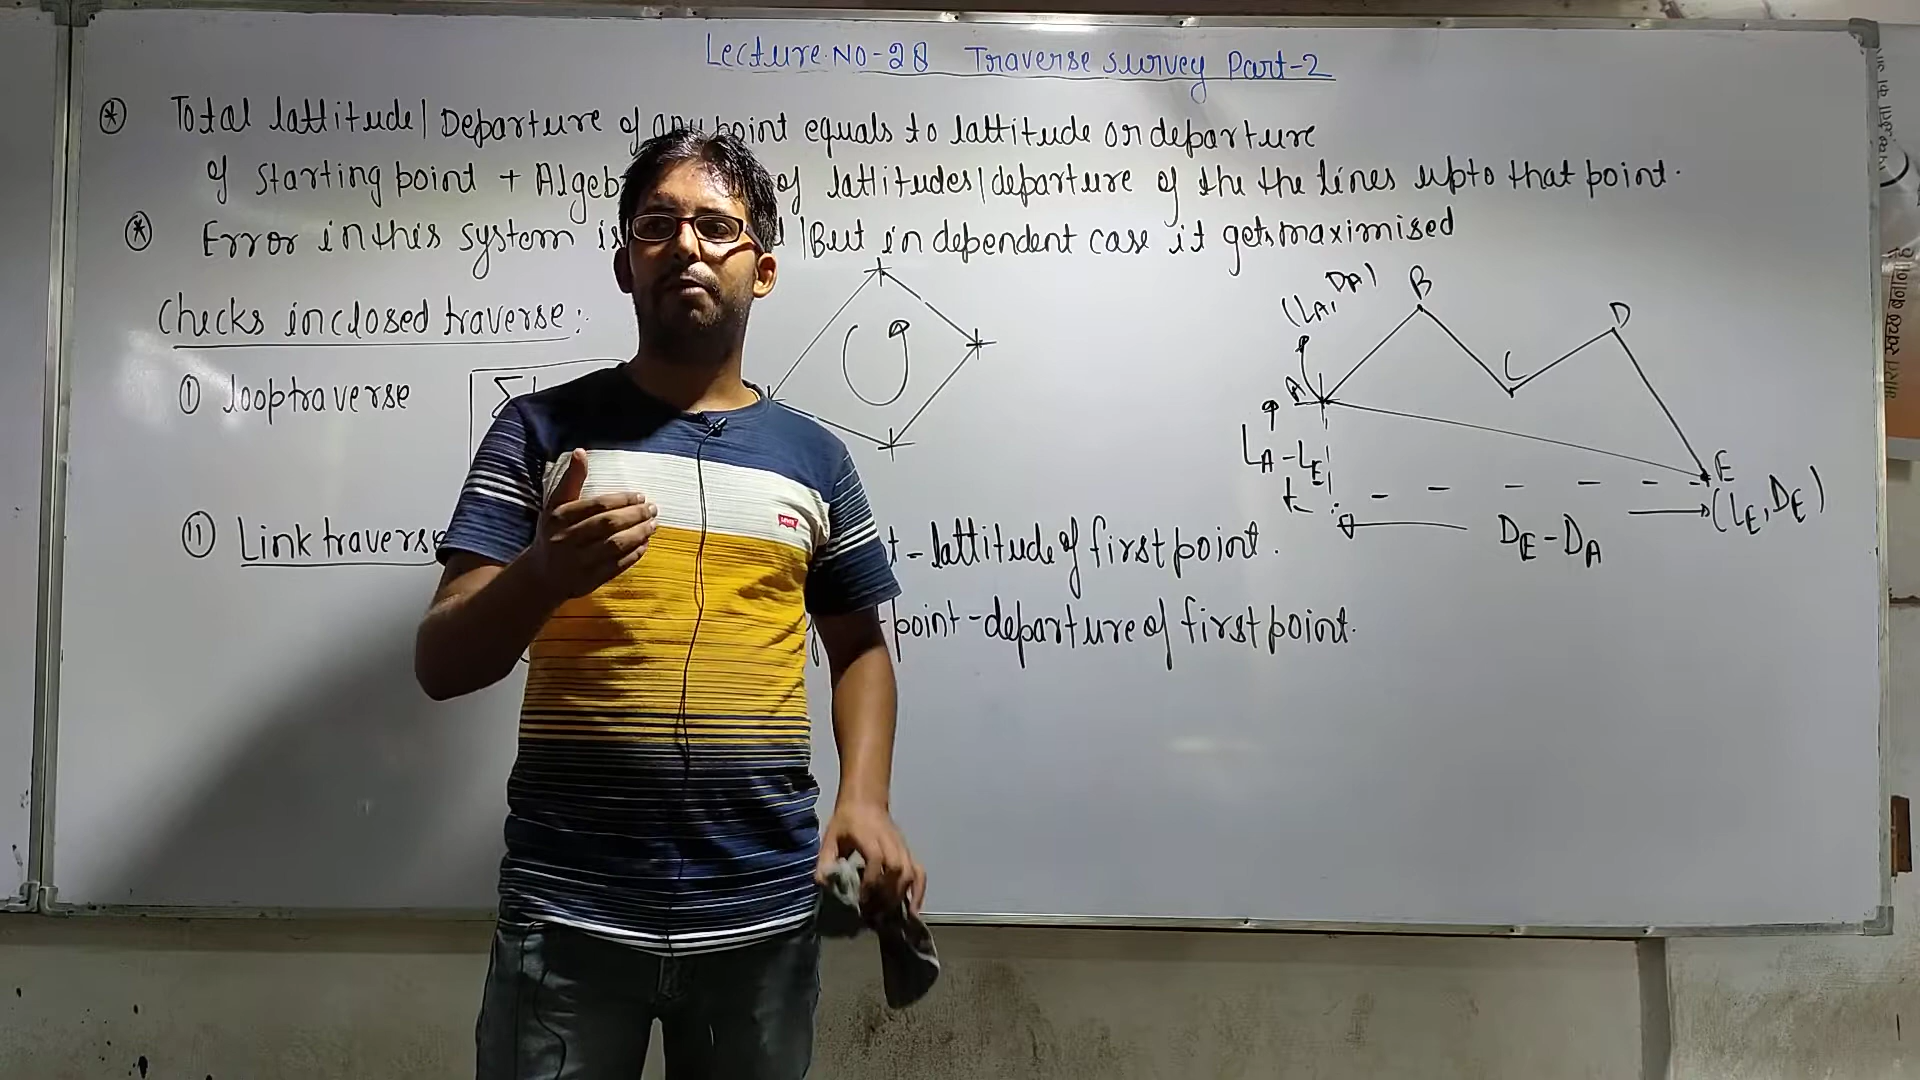 Lecture.No-28 Traverse survey Part-2
* Total lattitude/Departure of any point equals to lattitude or departure
of starting point + Algeb of lattitudes/departure of the the lines upto that point.
* Error in this system is /But in dependent case it gets maximised
Checks in closed traverse:
(LA, DA) B D
① looptraverse
A C
LA-LE
E
(LE, DE)
DE-DA
② Link traverse t-lattitude of first point.
point-departure of first point.